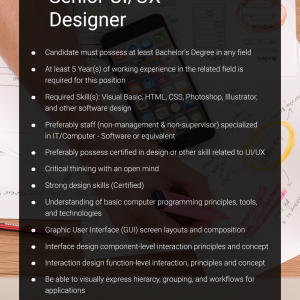 Senior UI/UX
Designer
● Candidate must possess at least Bachelor's Degree in any field
● At least 5 Year(s) of working experience in the related field is
required for this position
● Required Skill(s): Visual Basic, HTML, CSS, Photoshop, Illustrator,
and other software design
● Preferably staff (non-management & non-supervisor) specialized
in IT/Computer - Software or equivalent
● Preferably possess certified in design or other skill related to UI/UX
● Critical thinking with an open mind
● Strong design skills (Certified)
● Understanding of basic computer programming principles, tools,
and technologies
● Graphic User Interface (GUI) screen layouts and composition
● Interface design component-level interaction principles and concept
● Interaction design function-level interaction, principles and concept
● Be able to visually express hierarcy, grouping, and workflows for
applications